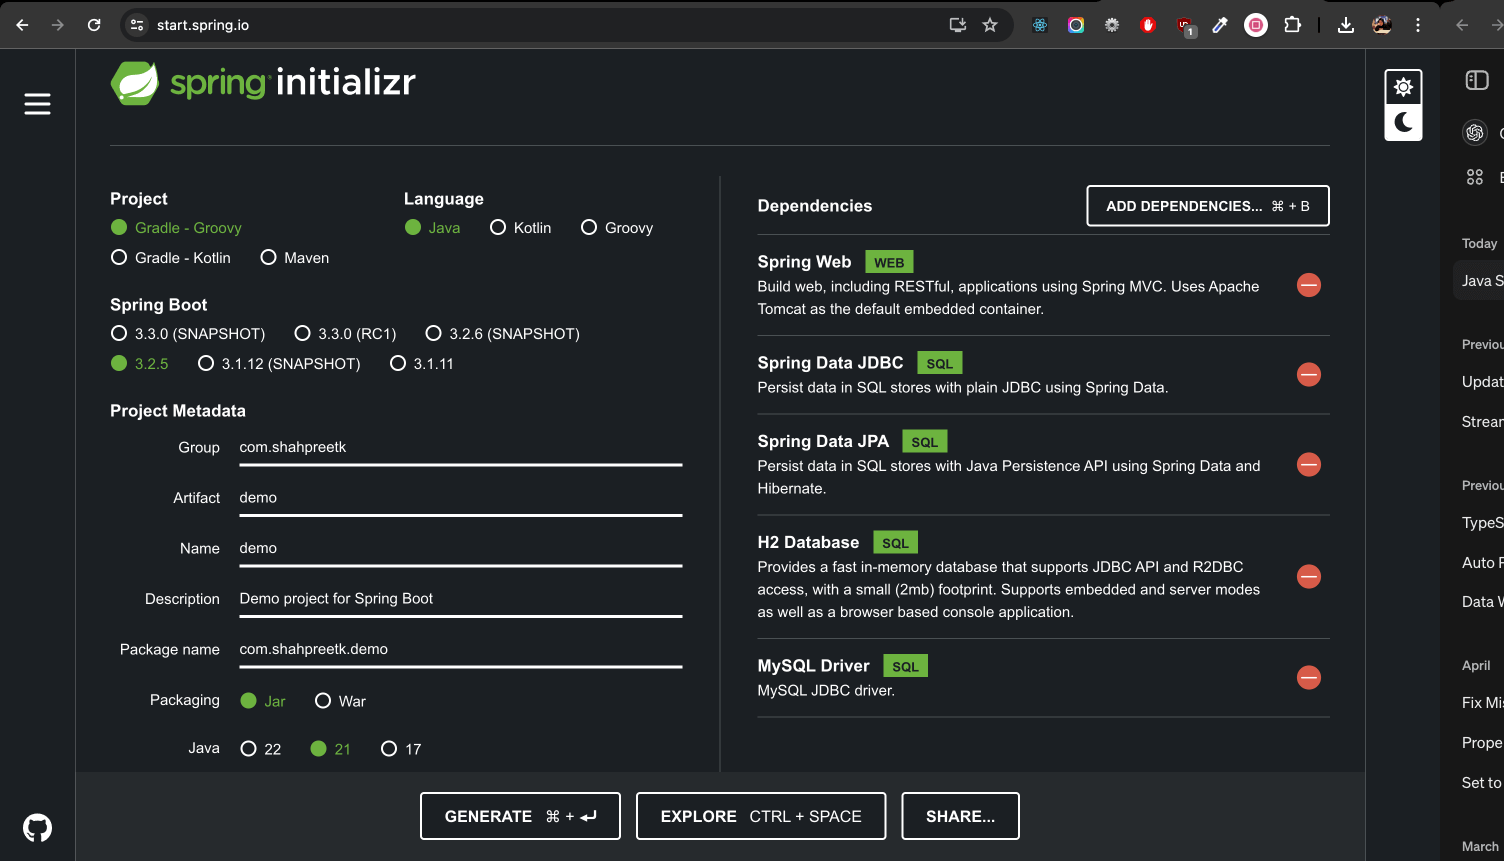 start.spring.io
1
spring initializr
Project
Gradle - Groovy
Gradle - Kotlin Maven
Language
Java Kotlin Groovy
Spring Boot
3.3.0 (SNAPSHOT) 3.3.0 (RC1) 3.2.6 (SNAPSHOT)
3.2.5 3.1.12 (SNAPSHOT) 3.1.11
Project Metadata
Group com.shahpreetk
Artifact demo
Name demo
Description Demo project for Spring Boot
Package name com.shahpreetk.demo
Packaging Jar War
Java 22 21 17
Dependencies
ADD DEPENDENCIES... ⌘ + B
Spring Web WEB
Build web, including RESTful, applications using Spring MVC. Uses Apache
Tomcat as the default embedded container.
Spring Data JDBC SQL
Persist data in SQL stores with plain JDBC using Spring Data.
Spring Data JPA SQL
Persist data in SQL stores with Java Persistence API using Spring Data and
Hibernate.
H2 Database SQL
Provides a fast in-memory database that supports JDBC API and R2DBC
access, with a small (2mb) footprint. Supports embedded and server modes
as well as a browser based console application.
MySQL Driver SQL
MySQL JDBC driver.
GENERATE ⌘ + ⏎
EXPLORE CTRL + SPACE
SHARE...
Today
Java S
Previou
Updat
Strear
Previou
TypeS
Auto
Data
April
Fix Mis
Prope
Set to
March